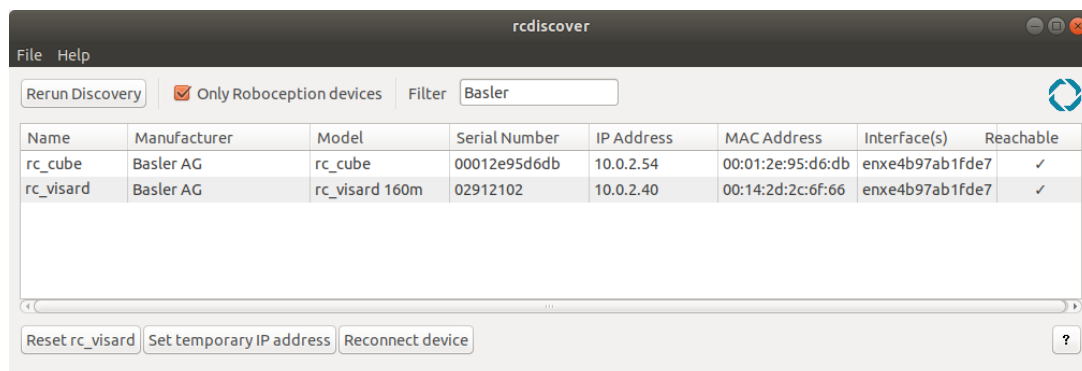 rcdiscover
File Help
Rerun Discovery Only Roboception devices Filter Basler
Name Manufacturer Model Serial Number IP Address MAC Address Interface(s) Reachable
rc_cube Basler AG rc_cube 00012e95d6db 10.0.2.54 00:01:2e:95:d6:db enxe4b97ab1fde7 ✓
rc_visard Basler AG rc_visard 160m 02912102 10.0.2.40 00:14:2d:2c:6f:66 enxe4b97ab1fde7 ✓
Reset rc_visard Set temporary IP address Reconnect device ?